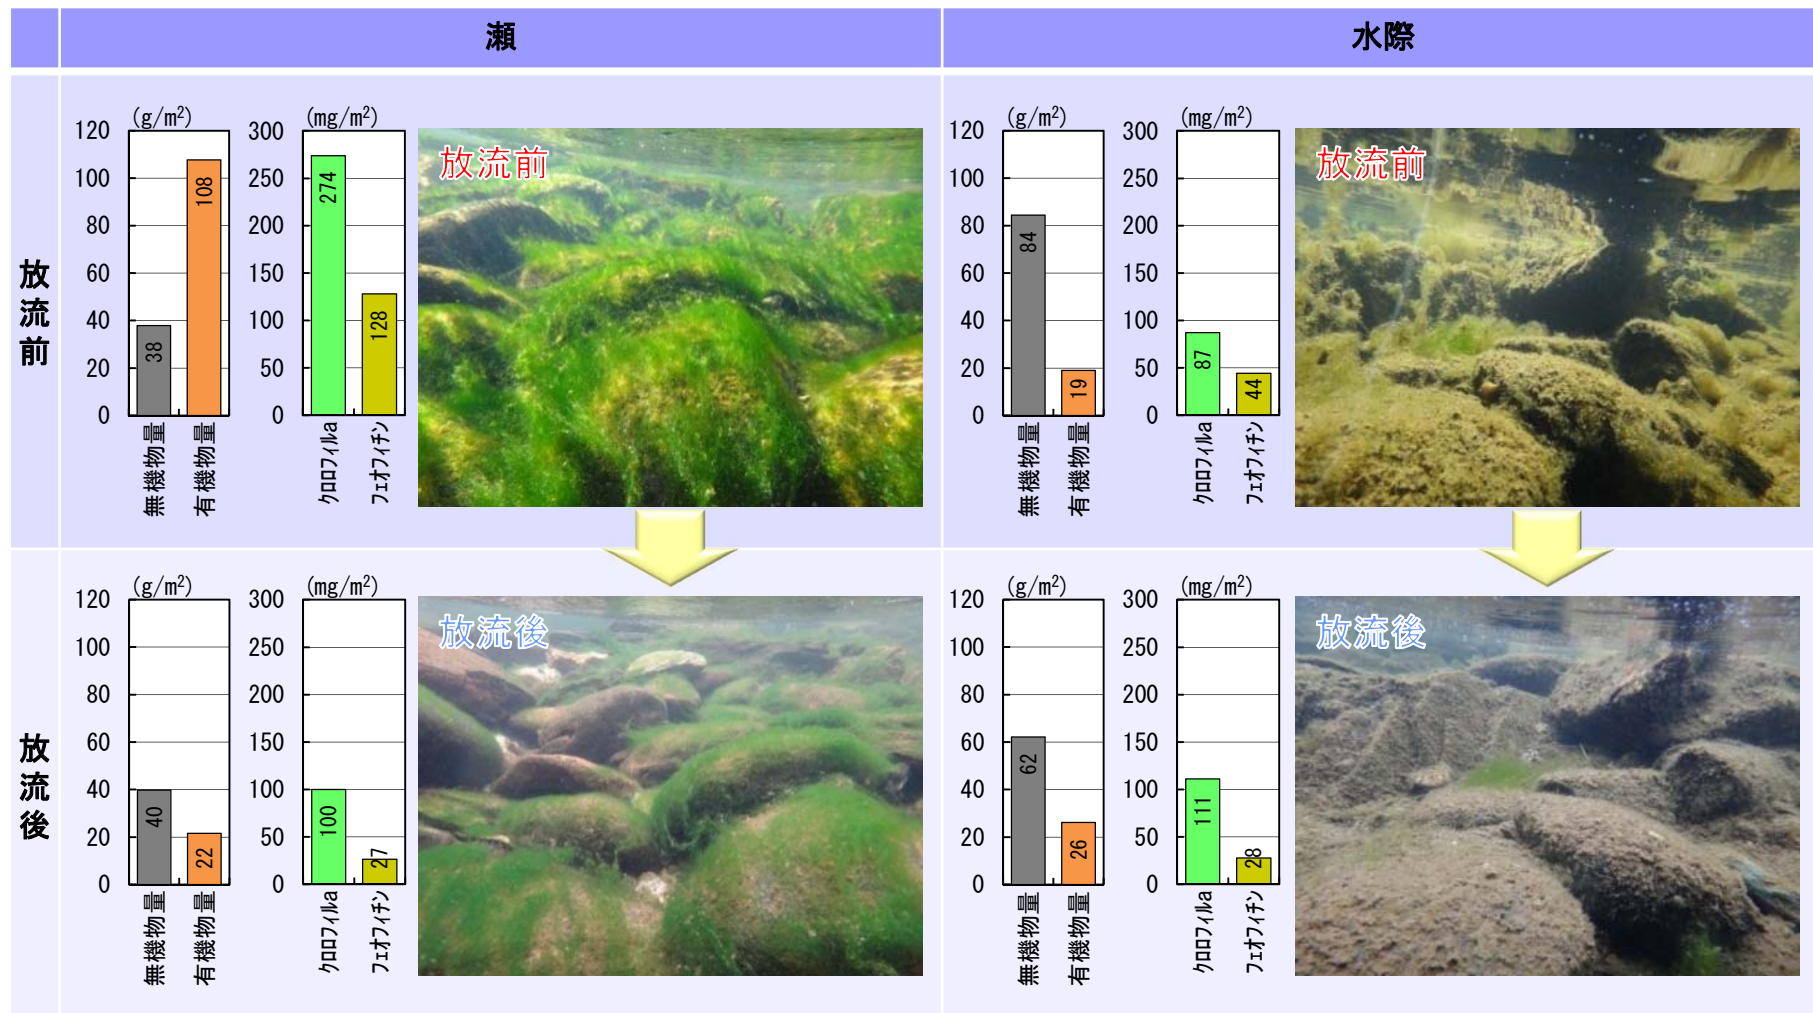 瀬
水際
放流前
(g/m²)
120
100
80
60
40
20
0
38
108
無機物量
有機物量
(mg/m²)
300
250
200
150
100
50
0
274
128
ｸﾛﾛﾌｨﾙa
ﾌｪｵﾌｨﾁﾝ
放流前
(g/m²)
120
100
80
60
40
20
0
84
19
無機物量
有機物量
(mg/m²)
300
250
200
150
100
50
0
87
44
ｸﾛﾛﾌｨﾙa
ﾌｪｵﾌｨﾁﾝ
放流前
放流後
(g/m²)
120
100
80
60
40
20
0
40
22
無機物量
有機物量
(mg/m²)
300
250
200
150
100
50
0
100
27
ｸﾛﾛﾌｨﾙa
ﾌｪｵﾌｨﾁﾝ
放流後
(g/m²)
120
100
80
60
40
20
0
62
26
無機物量
有機物量
(mg/m²)
300
250
200
150
100
50
0
111
28
ｸﾛﾛﾌｨﾙa
ﾌｪｵﾌｨﾁﾝ
放流後